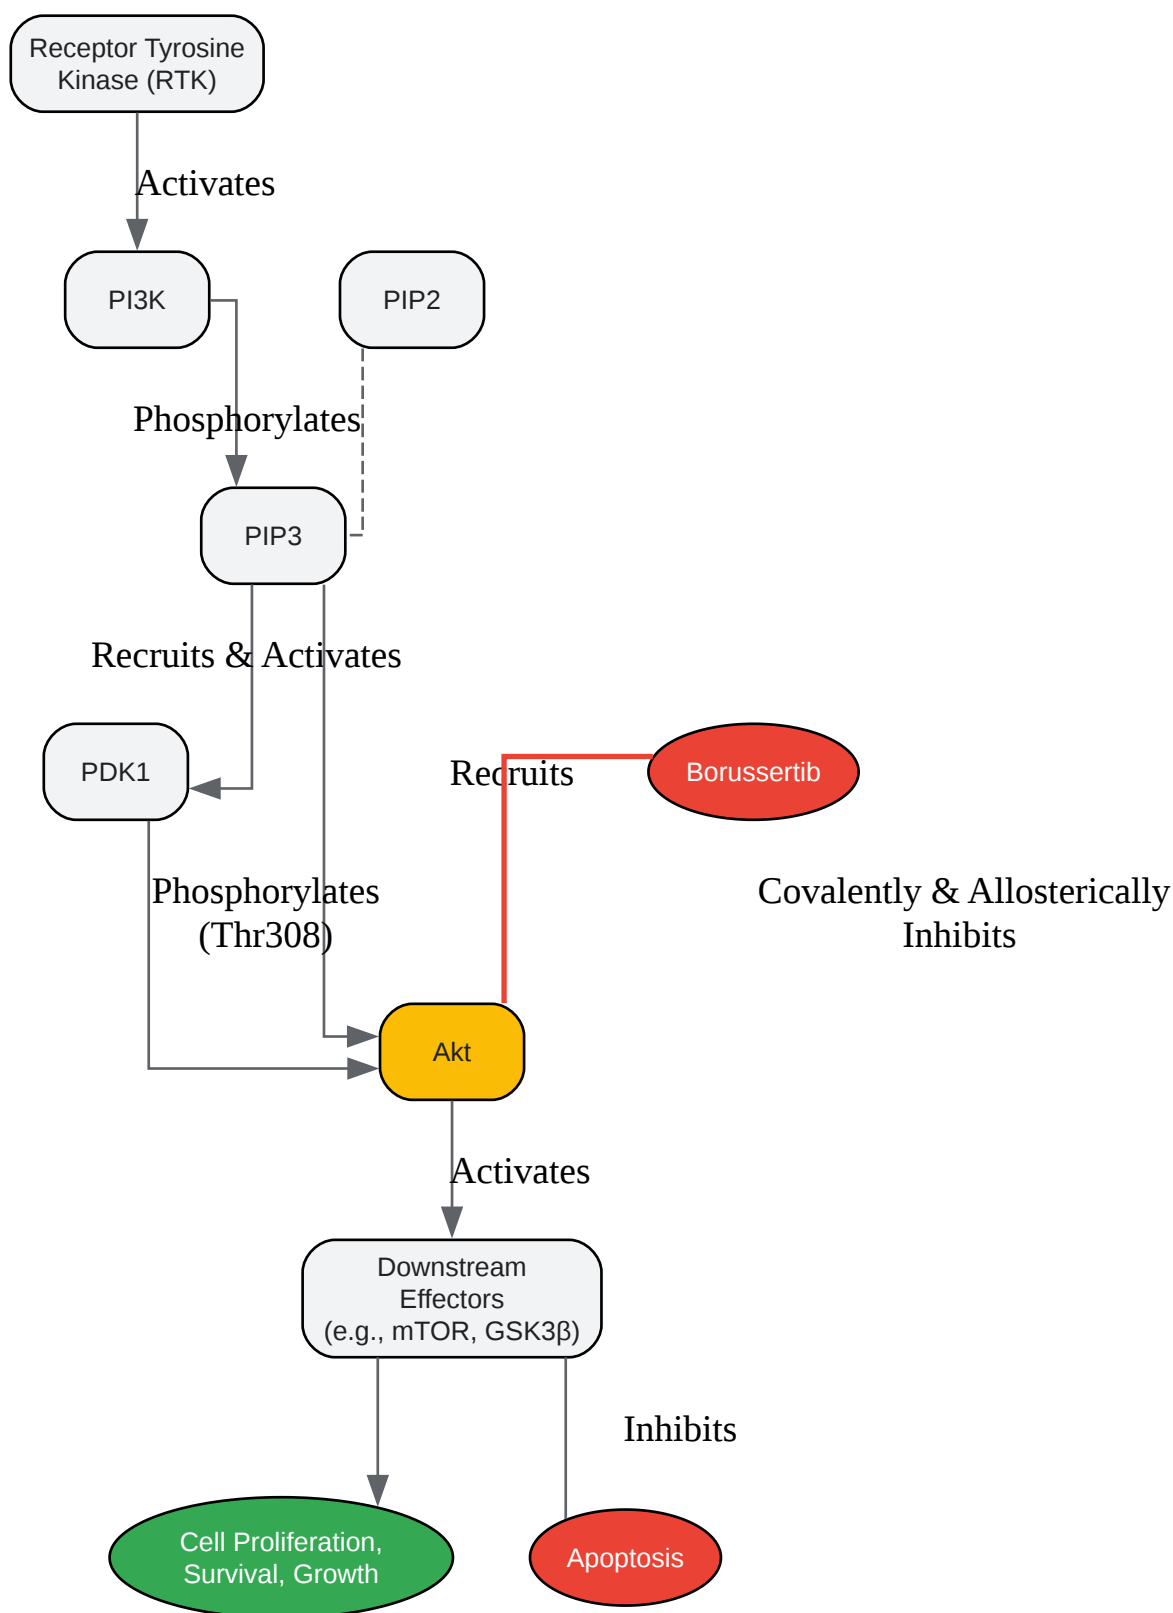 Receptor Tyrosine
Kinase (RTK)
Activates
PI3K
PIP2
Phosphorylates
PIP3
Recruits & Activates
PDK1
Recruits
Borussertib
Phosphorylates
(Thr308)
Covalently & Allosterically
Inhibits
Akt
Activates
Downstream
Effectors
(e.g., mTOR, GSK3β)
Inhibits
Cell Proliferation,
Survival, Growth
Apoptosis